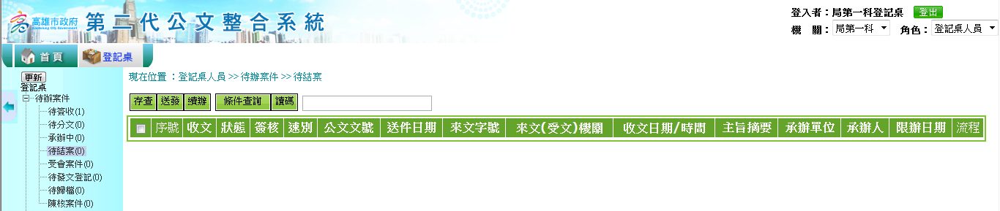 高雄市政府
Kaohsiung City Government
第二代公文整合系統
登入者：局第一科登記桌 登出
機 關： 局第一科 角色： 登記桌人員
首頁 登記桌
更新
登記桌
待辦案件
待簽收(1)
待分文(0)
承辦中(0)
待結案(0)
受會案件(0)
待發文登記(0)
待歸檔(0)
陳核案件(0)
現在位置 ：登記桌人員 >> 待辦案件 >> 待結案
存查 送發 續辦 條件查詢 讀碼
序號 收文 狀態 簽核 速別 公文文號 送件日期 來文字號 來文(受文)機關 收文日期/時間 主旨摘要 承辦單位 承辦人 限辦日期 流程